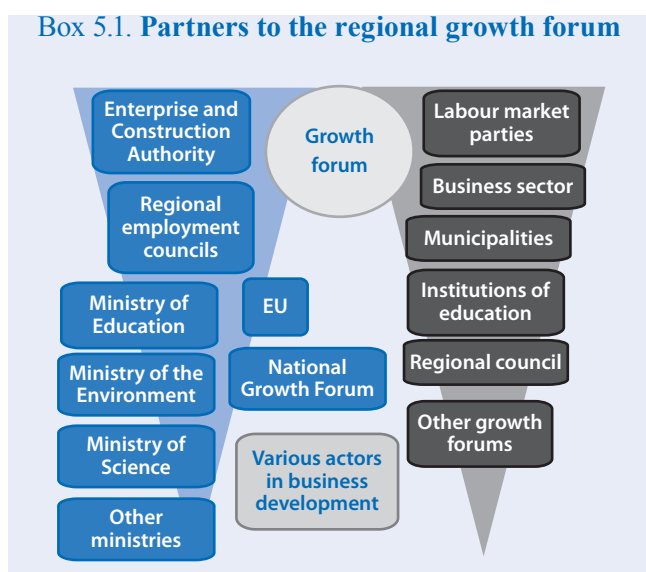 Box 5.1. Partners to the regional growth forum
Enterprise and
Construction
Authority
Growth
forum
Labour market
parties
Business sector
Regional
employment
councils
Municipalities
Ministry of
Education
EU
Institutions of
education
Ministry of the
Environment
National
Growth Forum
Regional council
Other growth
forums
Ministry of
Science
Various actors
in business
development
Other
ministries